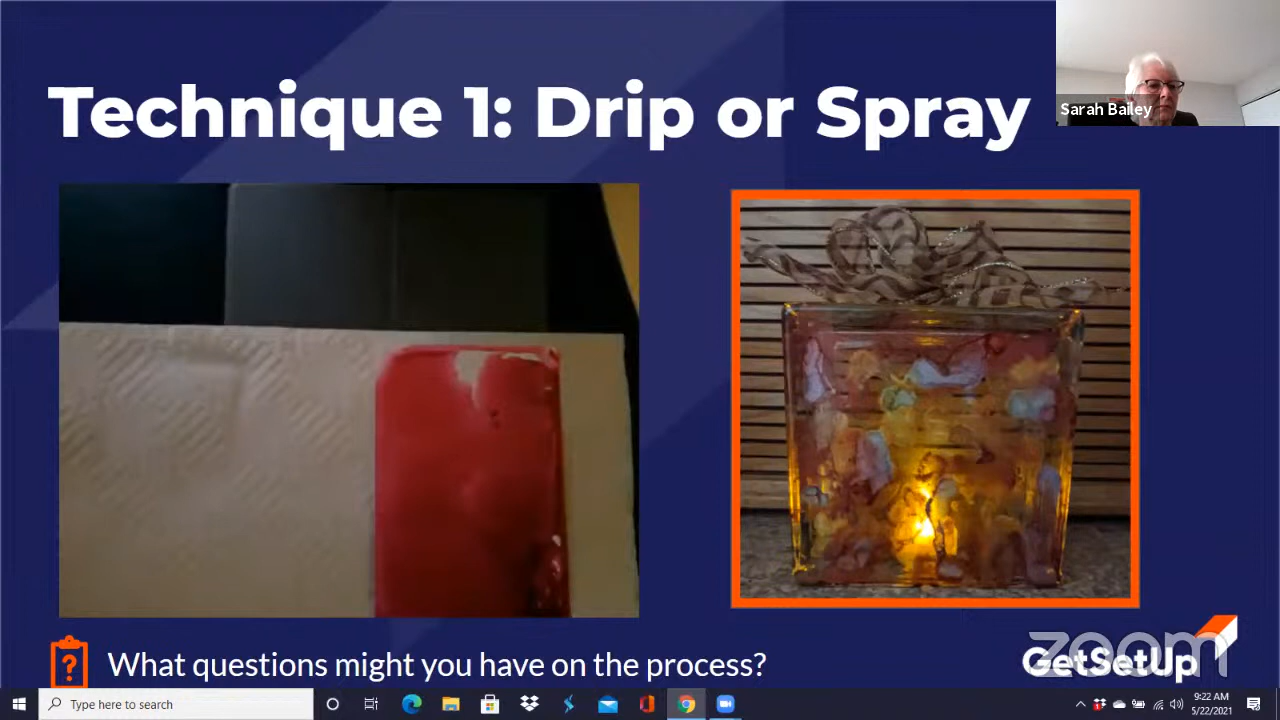 Technique 1: Drip or Spray
Sarah Bailey
What questions might you have on the process?
zoom
GetSetUp
Type here to search
9:22 AM
5/22/2021